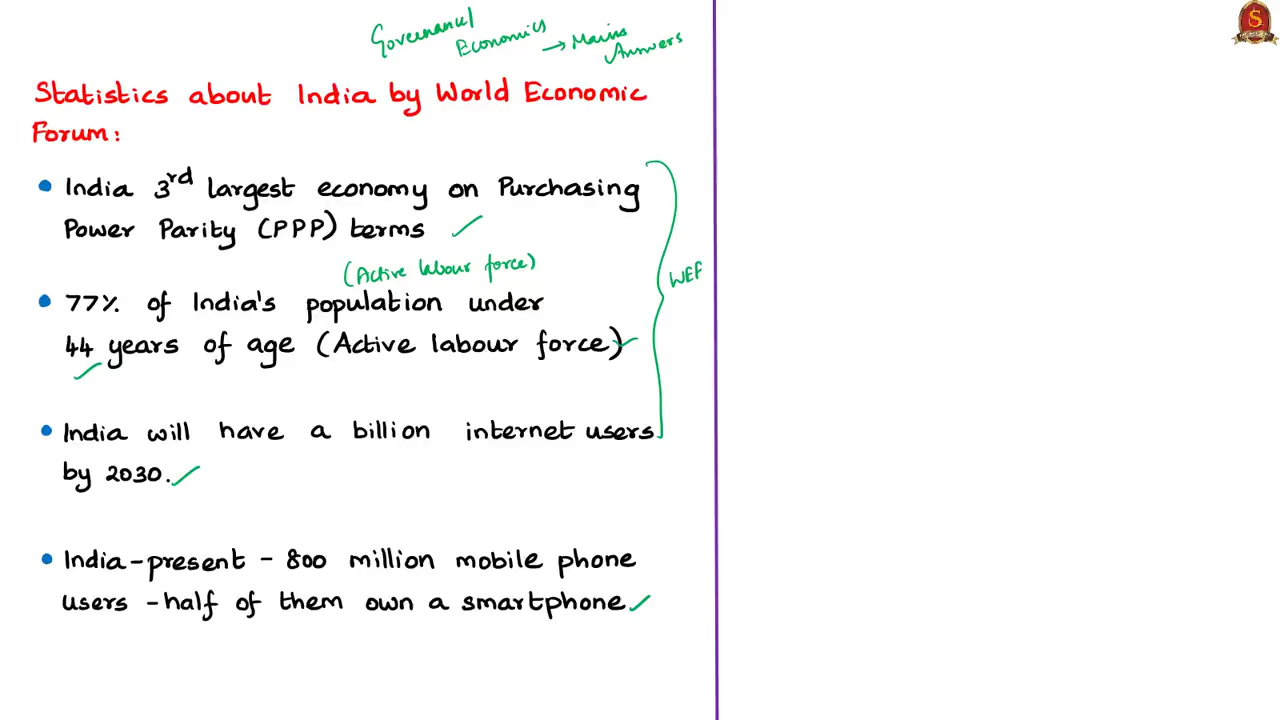 Governance
Economics → Mains
Answers
Statistics about India by World Economic
Forum:
• India 3rd largest economy on Purchasing
Power Parity (PPP) terms
(Active labour force)
WEF
• 77% of India's population under
44 years of age (Active labour force)
• India will have a billion internet users
by 2030.
• India-present - 800 million mobile phone
users - half of them own a smartphone